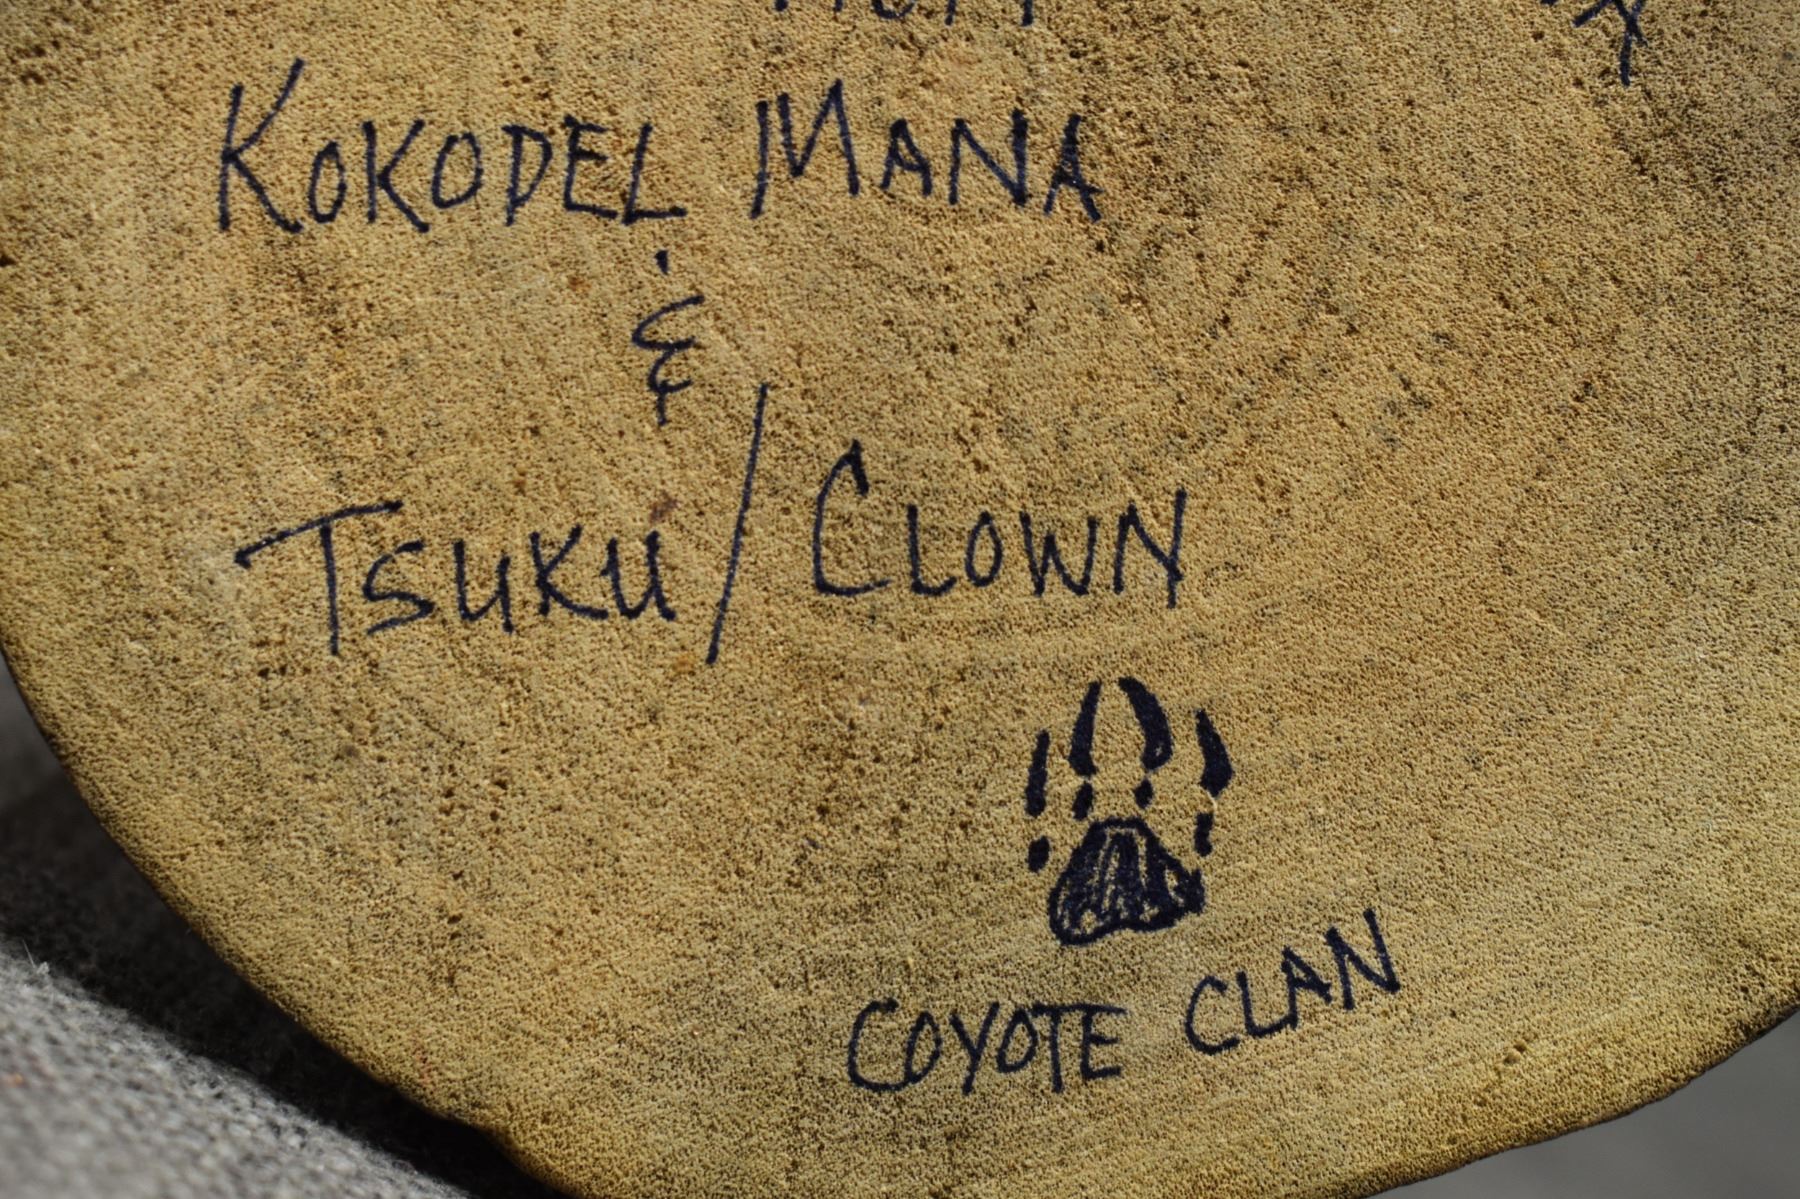 KOKODEL MANA
&
TSUKU/CLOWN
COYOTE CLAN